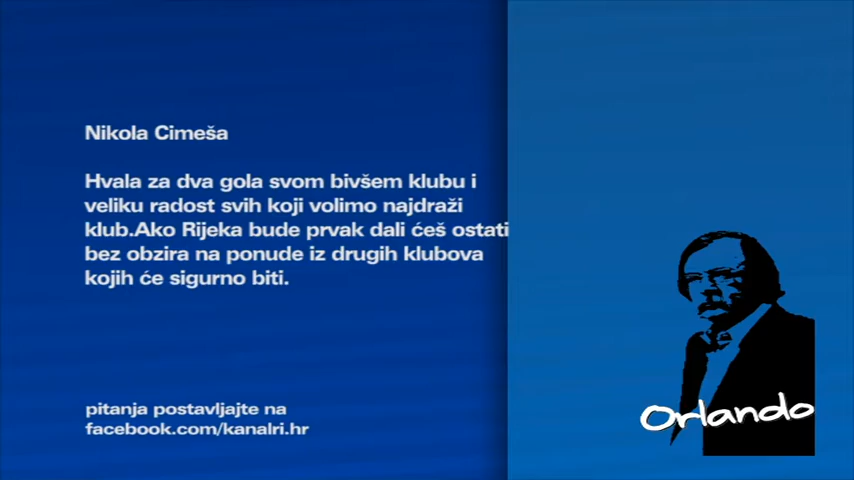 Nikola Cimeša
Hvala za dva gola svom bivšem klubu i
veliku radost svih koji volimo najdraži
klub.Ako Rijeka bude prvak dali ćeš ostati
bez obzira na ponude iz drugih klubova
kojih će sigurno biti.
pitanja postavljajte na
facebook.com/kanalri.hr
Orlando